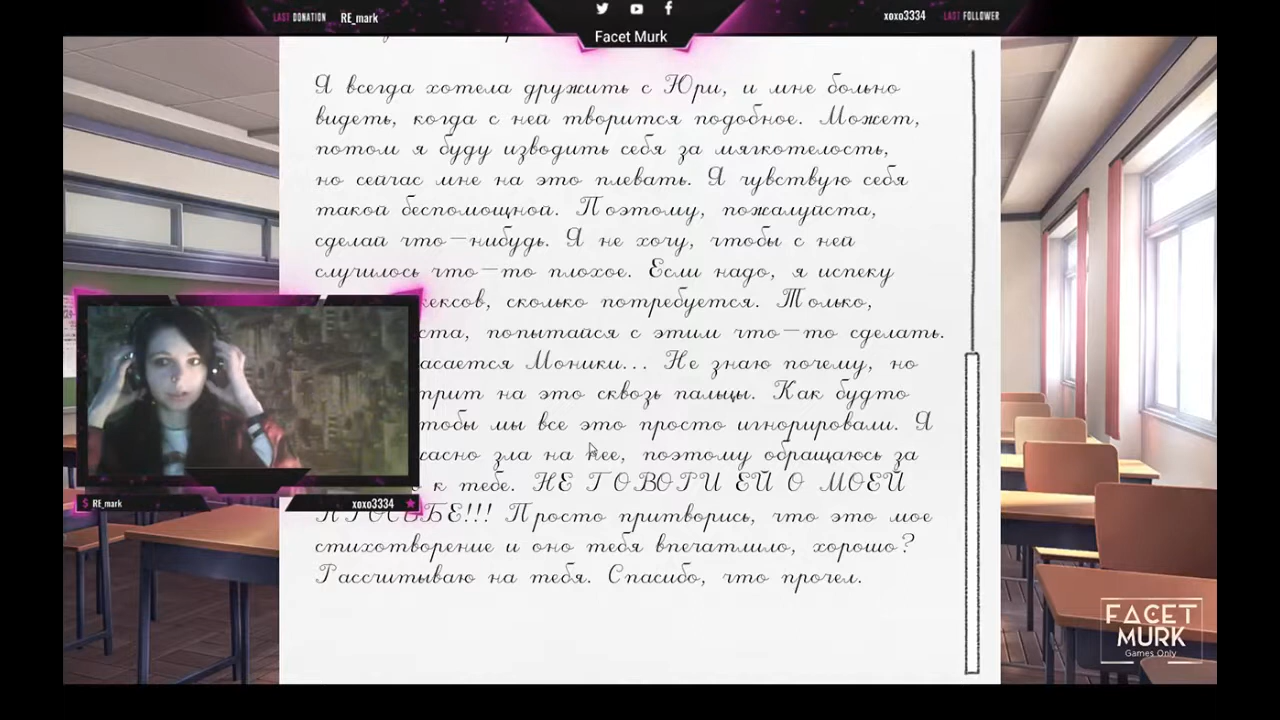 LAST DONATION RE_mark
xoxo3334 LAST FOLLOWER
Facet Murk
Я всегда хотела дружить с Юри, и мне больно
видеть, когда с ней творится подобное. Может,
потом я буду изводить себя за мягкотелость,
но сейчас мне на это плевать. Я чувствую себя
такой беспомощной. Поэтому, пожалуйста,
сделай что-нибудь. Я не хочу, чтобы с ней
случилось что-то плохое. Если надо, я испеку
кексов, сколько потребуется. Только,
ста, попытайся с этим что-то сделать.
асается Моники... Не знаю почему, но
трит на это сквозь пальцы. Как будто
тобы мы все это просто игнорировали. Я
жасно зла на нее, поэтому обращаюсь за
к тебе. НЕ ГОВОРИ ЕЙ О МОЕЙ
ПРОСЬБЕ!!! Просто притворись, что это мое
стихотворение и оно тебя впечатлило, хорошо?
Рассчитываю на тебя. Спасибо, что прочел.
$ RE_mark
xoxo3334
FACET
MURK
Games Only